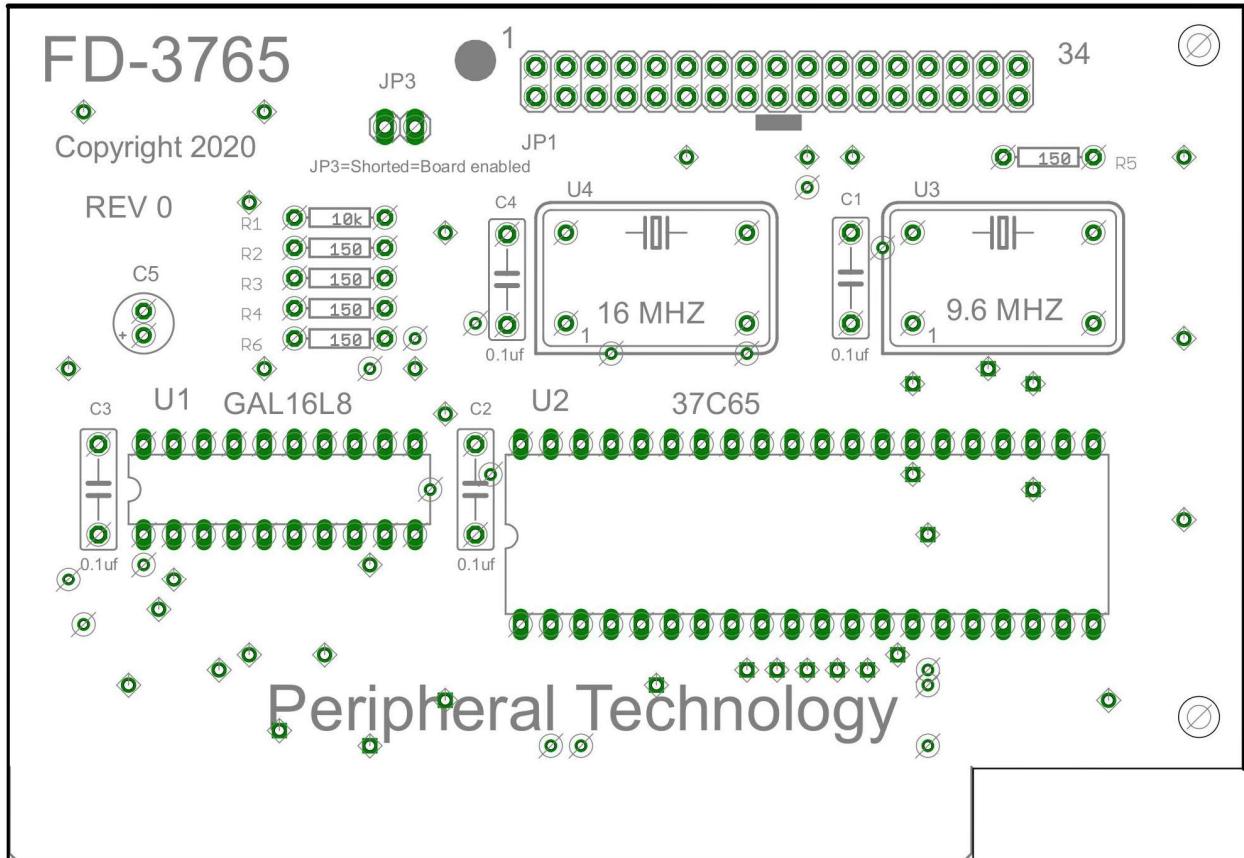 FD-3765
1
34
JP3
Copyright 2020
JP1
JP3=Shorted=Board enabled
150
R5
REV 0
C4
U4
C1
U3
R1
10k
R2
150
C5
R3
150
16 MHZ
9.6 MHZ
R4
150
+
1
1
R6
150
0.1uf
0.1uf
C3
U1
GAL16L8
C2
U2
37C65
0.1uf
0.1uf
Peripheral Technology